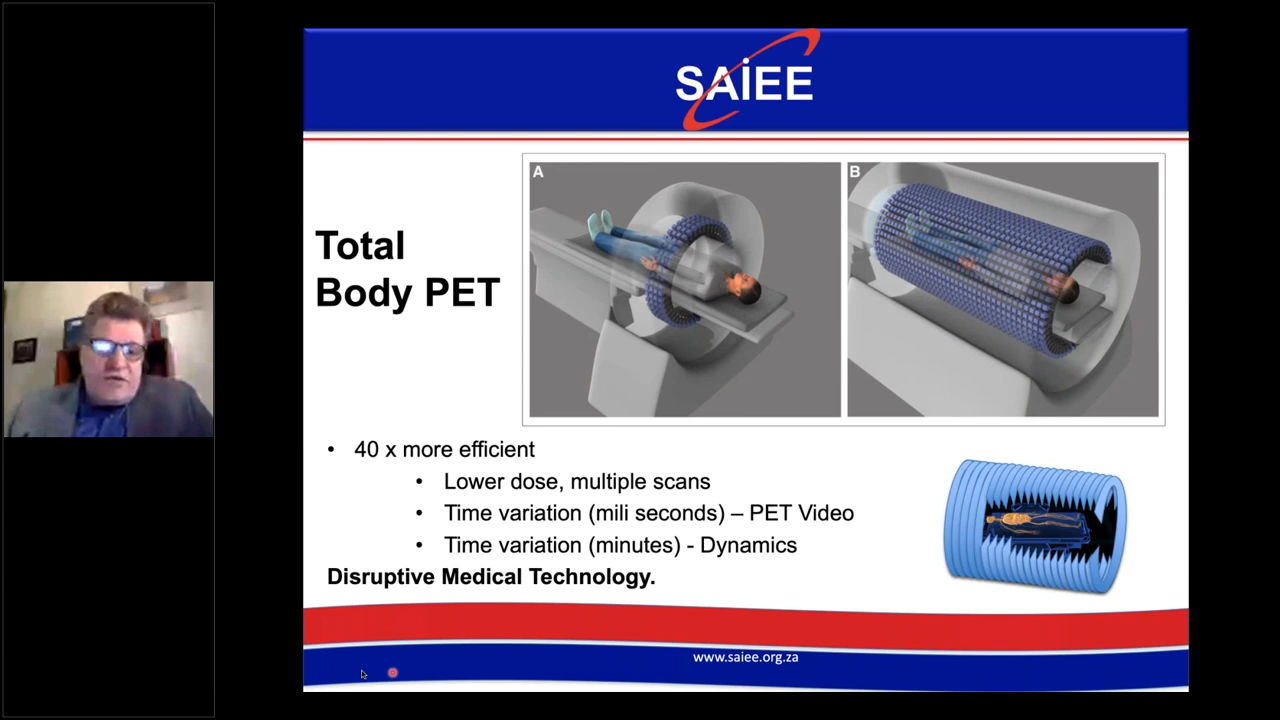 SAiEE
A
B
Total
Body PET
• 40 x more efficient
• Lower dose, multiple scans
• Time variation (mili seconds) – PET Video
• Time variation (minutes) - Dynamics
Disruptive Medical Technology.
www.saiee.org.za